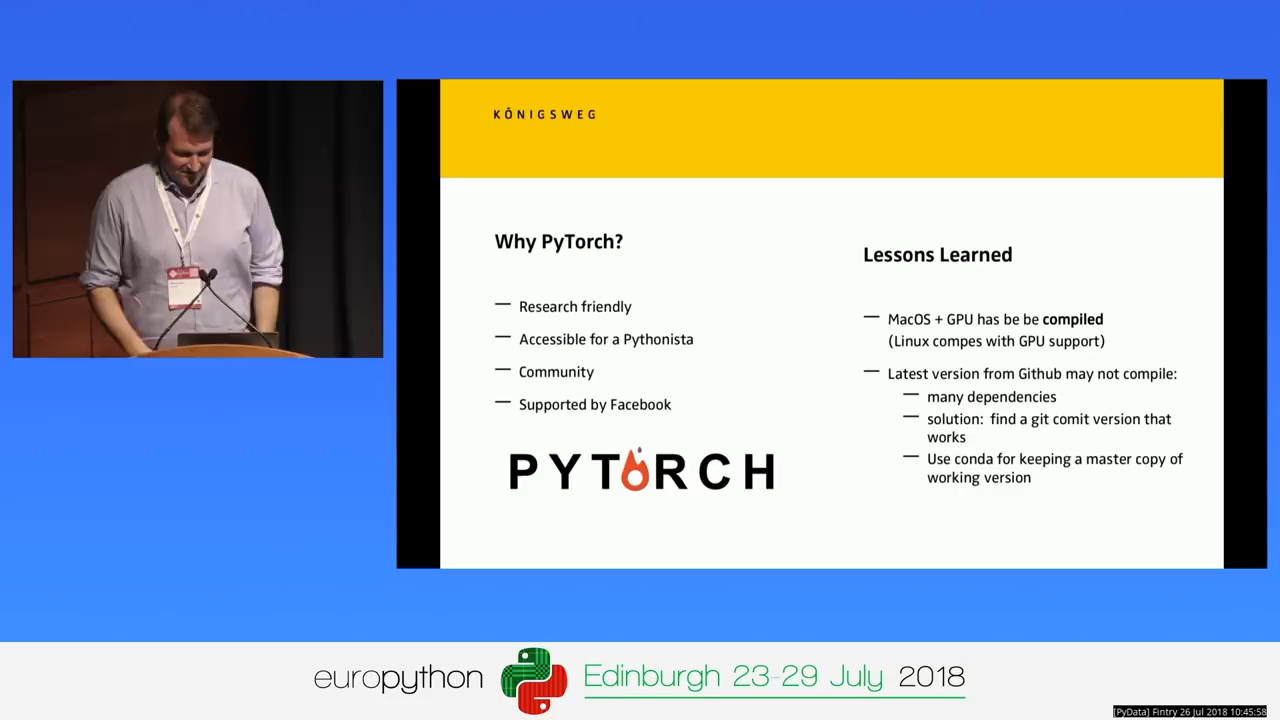 KÖNIGSWEG
Why PyTorch?
— Research friendly
— Accessible for a Pythonista
— Community
— Supported by Facebook
PYTORCH
Lessons Learned
— MacOS + GPU has be be compiled
(Linux compes with GPU support)
— Latest version from Github may not compile:
— many dependencies
— solution: find a git comit version that
works
— Use conda for keeping a master copy of
working version
europython
Edinburgh 23-29 July 2018
[PyData] Fintry 26 Jul 2018 10:45:58